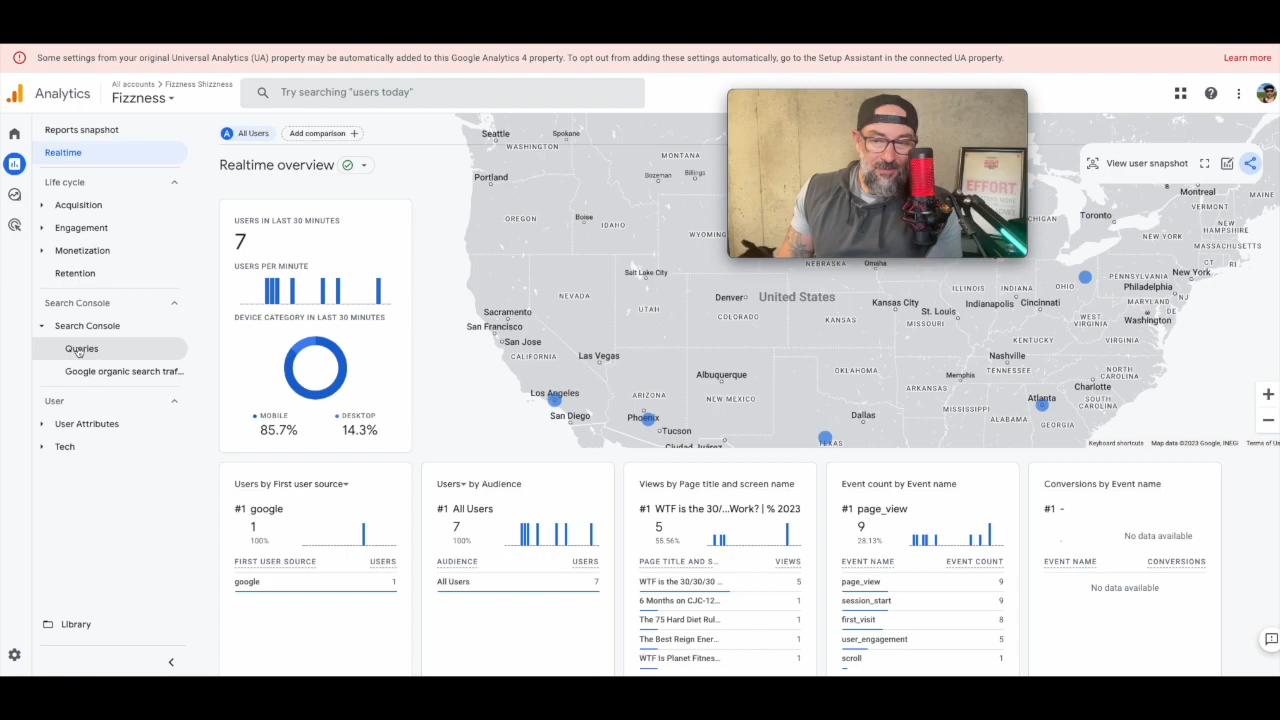 Some settings from your original Universal Analytics (UA) property may be automatically added to this Google Analytics 4 property. To opt out from adding these settings automatically, go to the Setup Assistant in the connected UA property.
Learn more
Analytics
All accounts > Fizzness Shizzness
Fizzness
Try searching "users today"
Reports snapshot
Realtime
Life cycle
Acquisition
Engagement
Monetization
Retention
Search Console
Search Console
Queries
Google organic search traf...
User
User Attributes
Tech
Library
A
All Users
Add comparison +
Realtime overview
View user snapshot
USERS IN LAST 30 MINUTES
7
USERS PER MINUTE
DEVICE CATEGORY IN LAST 30 MINUTES
MOBILE
85.7%
DESKTOP
14.3%
Seattle
Spokane
WASHINGTON
Portland
MONTANA
Bozeman
Billings
OREGON
Boise
IDAHO
WYOMING
Salt Lake City
NEVADA
UTAH
Sacramento
San Francisco
San Jose
CALIFORNIA
Las Vegas
Los Angeles
San Diego
ARIZONA
Phoenix
Tucson
Denver
COLORADO
United States
NEBRASKA
Omaha
Kansas City
KANSAS
St. Louis
MISSOURI
ILLINOIS
INDIANA
Indianapolis
Cincinnati
OHIO
Albuquerque
NEW MEXICO
OKLAHOMA
ARKANSAS
Memphis
Nashville
TENNESSEE
KENTUCKY
Dallas
TEXAS
Ciudad Juárez
MISSISSIPPI
ALABAMA
Atlanta
GEORGIA
Charlotte
NORTH
CAROLINA
SOUTH
CAROLINA
WEST
VIRGINIA
VIRGINIA
Washington
MARYLAND
Philadelphia
NJ
PENNSYLVANIA
New York
CT
RI
MASSACHUSETTS
NEW
HAMPSHIRE
VERMONT
NEW YORK
MAINE
Montreal
Toronto
EFFORT
Keyboard shortcuts
Map data ©2023 Google, INEGI
Users by First user source
#1 google
1
100%
FIRST USER SOURCE
USERS
google
1
Users by Audience
#1 All Users
7
100%
AUDIENCE
USERS
All Users
7
Views by Page title and screen name
#1 WTF is the 30/...Work? | % 2023
5
55.56%
PAGE TITLE AND S...
VIEWS
WTF is the 30/30/30 ...
5
6 Months on CJC-12...
1
The 75 Hard Diet Rul...
1
The Best Reign Ener...
1
WTF Is Planet Fitnes...
1
Event count by Event name
#1 page_view
9
28.13%
EVENT NAME
EVENT COUNT
page_view
9
session_start
9
first_visit
8
user_engagement
5
scroll
1
Conversions by Event name
#1 -
No data available
EVENT NAME
CONVERSIONS
No data available